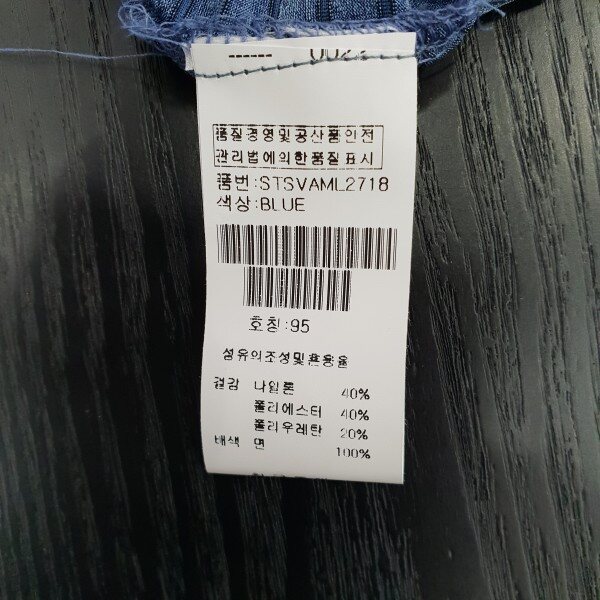 품질경영및공산품안전
관리법에의한품질표시
품번:STSVAML2718
색상:BLUE
호칭:95
섬유의조성및혼용율
겉감 나일론 40%
폴리에스터 40%
폴리우레탄 20%
배색 면 100%